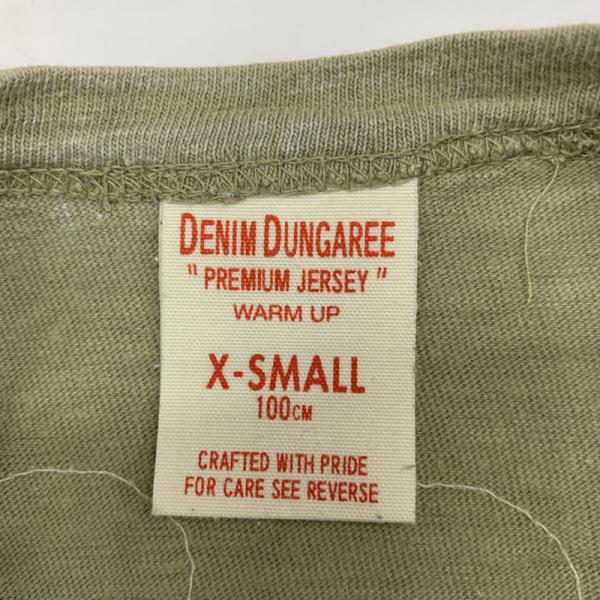 DENIM DUNGAREE
" PREMIUM JERSEY "
WARM UP
X-SMALL
100CM
CRAFTED WITH PRIDE
FOR CARE SEE REVERSE